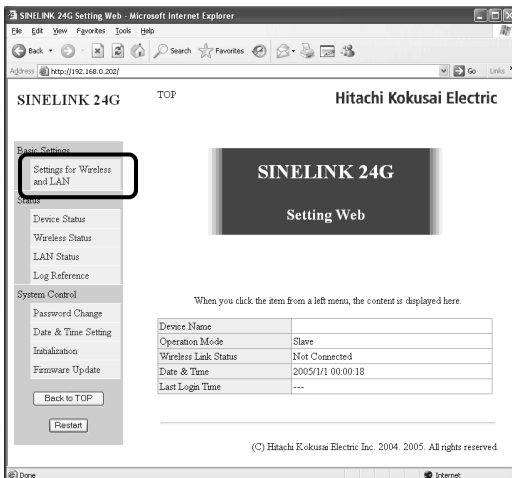 SINELINK 24G Setting Web - Microsoft Internet Explorer
File Edit View Favorites Tools Help
Back Search Favorites
Address http://192.168.0.202/ Go Links
SINELINK 24G
TOP
Hitachi Kokusai Electric
Basic Settings
Settings for Wireless
and LAN
Status
Device Status
Wireless Status
LAN Status
Log Reference
System Control
Password Change
Date & Time Setting
Initialization
Firmware Update
Back to TOP
Restart
SINELINK 24G
Setting Web
When you click the item from a left menu, the content is displayed here.
Device Name
Operation Mode Slave
Wireless Link Status Not Connected
Date & Time 2005/1/1 00:00:18
Last Login Time ---
(C) Hitachi Kokusai Electric Inc. 2004. 2005. All rights reserved.
Done Internet